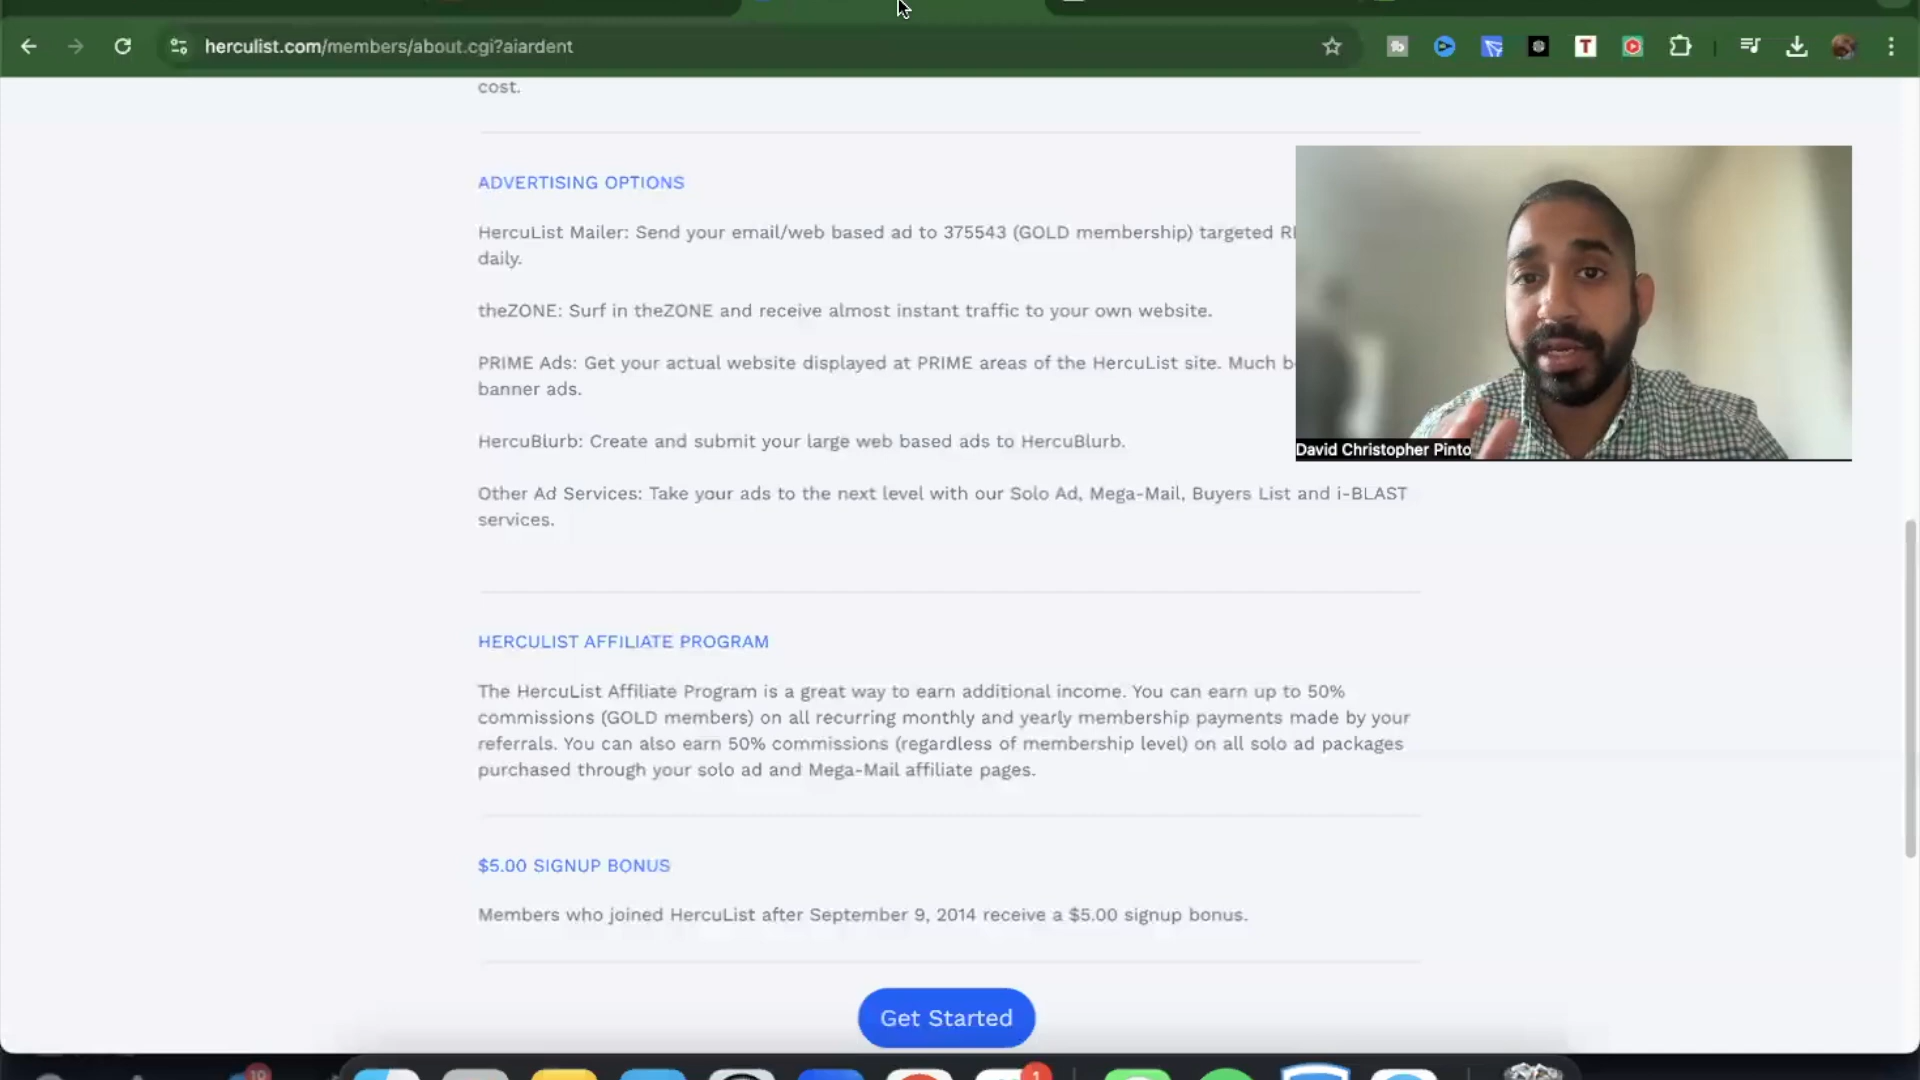 herculist.com/members/about.cgi?aiardent
T
cost.
ADVERTISING OPTIONS
HercuList Mailer: Send your email/web based ad to 375543 (GOLD membership) targeted
daily.
theZONE: Surf in theZONE and receive almost instant traffic to your own website.
PRIME Ads: Get your actual website displayed at PRIME areas of the HercuList site. Much
banner ads.
HercuBlurb: Create and submit your large web based ads to HercuBlurb.
Other Ad Services: Take your ads to the next level with our Solo Ad, Mega-Mail, Buyers List and i-BLAST
services.
David Christopher Pinto
HERCULIST AFFILIATE PROGRAM
The HercuList Affiliate Program is a great way to earn additional income. You can earn up to 50%
commissions (GOLD members) on all recurring monthly and yearly membership payments made by your
referrals. You can also earn 50% commissions (regardless of membership level) on all solo ad packages
purchased through your solo ad and Mega-Mail affiliate pages.
$5.00 SIGNUP BONUS
Members who joined HercuList after September 9, 2014 receive a $5.00 signup bonus.
Get Started
10
1